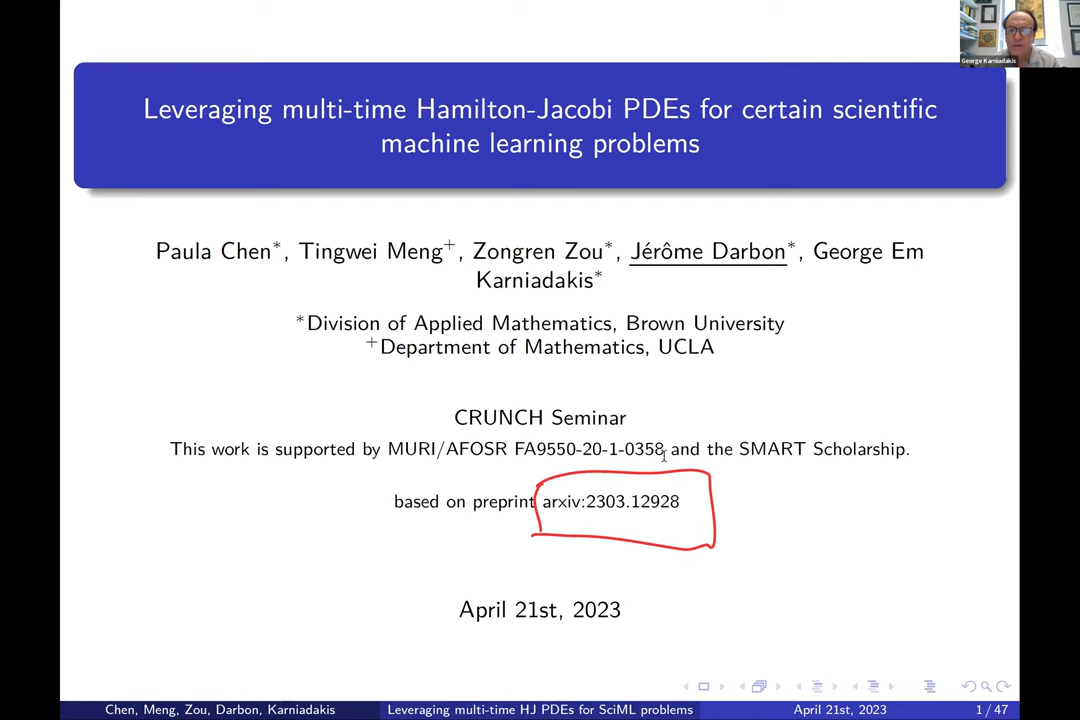 George Karniadakis
Leveraging multi-time Hamilton-Jacobi PDEs for certain scientific
machine learning problems
Paula Chen*, Tingwei Meng+, Zongren Zou*, Jérôme Darbon*, George Em
Karniadakis*
*Division of Applied Mathematics, Brown University
+Department of Mathematics, UCLA
CRUNCH Seminar
This work is supported by MURI/AFOSR FA9550-20-1-0358 and the SMART Scholarship.
based on preprint arxiv:2303.12928
April 21st, 2023
Chen, Meng, Zou, Darbon, Karniadakis Leveraging multi-time HJ PDEs for SciML problems April 21st, 2023 1 / 47